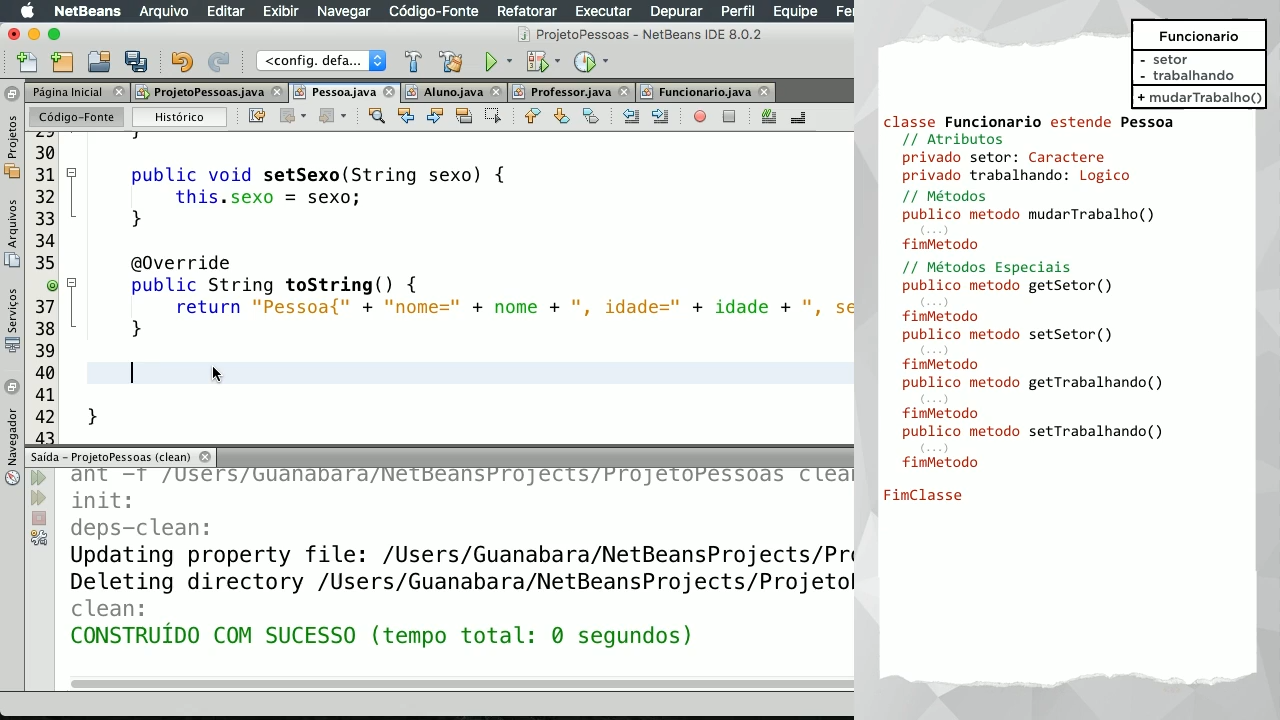 NetBeans Arquivo Editar Exibir Navegar Código-Fonte Refatorar Executar Depurar Perfil Equipe Ferr
ProjetoPessoas - NetBeans IDE 8.0.2
<config. defa...
Página Inicial ProjetoPessoas.java Pessoa.java Aluno.java Professor.java Funcionario.java
Código-Fonte Histórico
Projetos
Arquivos
Serviços
Navegador
29 }
30
31 public void setSexo(String sexo) {
32 this.sexo = sexo;
33 }
34
35 @Override
public String toString() {
37 return "Pessoa{" + "nome=" + nome + ", idade=" + idade + ", se
38 }
39
40
41
42 }
43
Saída - ProjetoPessoas (clean)
ant -f /Users/Guanabara/NetBeansProjects/ProjetoPessoas clean
init:
deps-clean:
Updating property file: /Users/Guanabara/NetBeansProjects/Pro
Deleting directory /Users/Guanabara/NetBeansProjects/ProjetoP
clean:
CONSTRUÍDO COM SUCESSO (tempo total: 0 segundos)
Funcionario
- setor
- trabalhando
+ mudarTrabalho()
classe Funcionario estende Pessoa
// Atributos
privado setor: Caractere
privado trabalhando: Logico
// Métodos
publico metodo mudarTrabalho()
(...)
fimMetodo
// Métodos Especiais
publico metodo getSetor()
(...)
fimMetodo
publico metodo setSetor()
(...)
fimMetodo
publico metodo getTrabalhando()
(...)
fimMetodo
publico metodo setTrabalhando()
(...)
fimMetodo
FimClasse